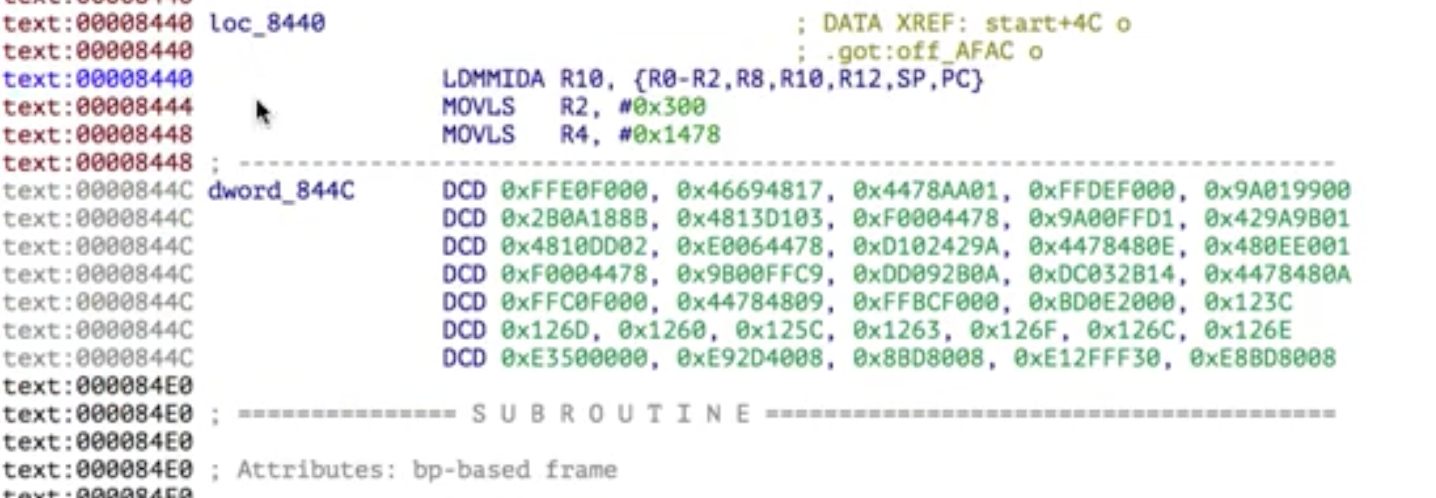 text:00008440 loc_8440 ; DATA XREF: start+4C o
text:00008440 ; .got:off_AFAC o
text:00008440 LDMMIDA R10, {R0-R2,R8,R10,R12,SP,PC}
text:00008444 MOVLS R2, #0x300
text:00008448 MOVLS R4, #0x1478
text:00008448 ; ---------------------------------------------------------------------------
text:0000844C dword_844C DCD 0xFFE0F000, 0x46694817, 0x4478AA01, 0xFFDEF000, 0x9A019900
text:0000844C DCD 0x2B0A188B, 0x4813D103, 0xF0004478, 0x9A00FFD1, 0x429A9B01
text:0000844C DCD 0x4810DD02, 0xE0064478, 0xD102429A, 0x4478480E, 0x480EE001
text:0000844C DCD 0xF0004478, 0x9B00FFC9, 0xDD092B0A, 0xDC032B14, 0x4478480A
text:0000844C DCD 0xFFC0F000, 0x44784809, 0xFFBCF000, 0xBD0E2000, 0x123C
text:0000844C DCD 0x126D, 0x1260, 0x125C, 0x1263, 0x126F, 0x126C, 0x126E
text:0000844C DCD 0xE3500000, 0xE92D4008, 0x8BD8008, 0xE12FFF30, 0xE8BD8008
text:000084E0
text:000084E0 ; =============== S U B R O U T I N E =======================================
text:000084E0
text:000084E0 ; Attributes: bp-based frame